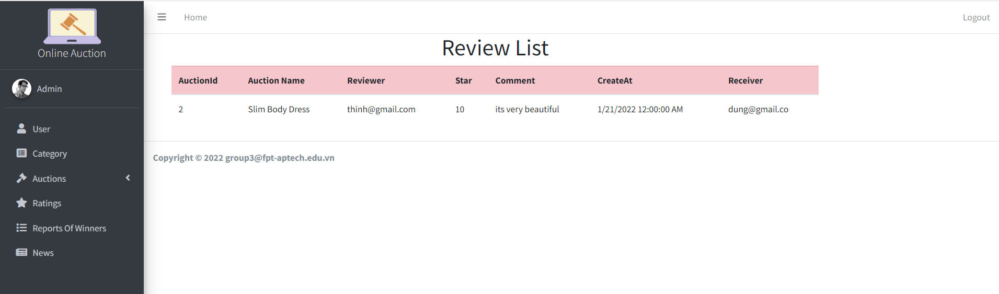 Online Auction
Admin
User
Category
Auctions
Ratings
Reports Of Winners
News
Home
Logout
Review List
AuctionId Auction Name Reviewer Star Comment CreateAt Receiver
2 Slim Body Dress thinh@gmail.com 10 its very beautiful 1/21/2022 12:00:00 AM dung@gmail.co
Copyright © 2022 group3@fpt-aptech.edu.vn